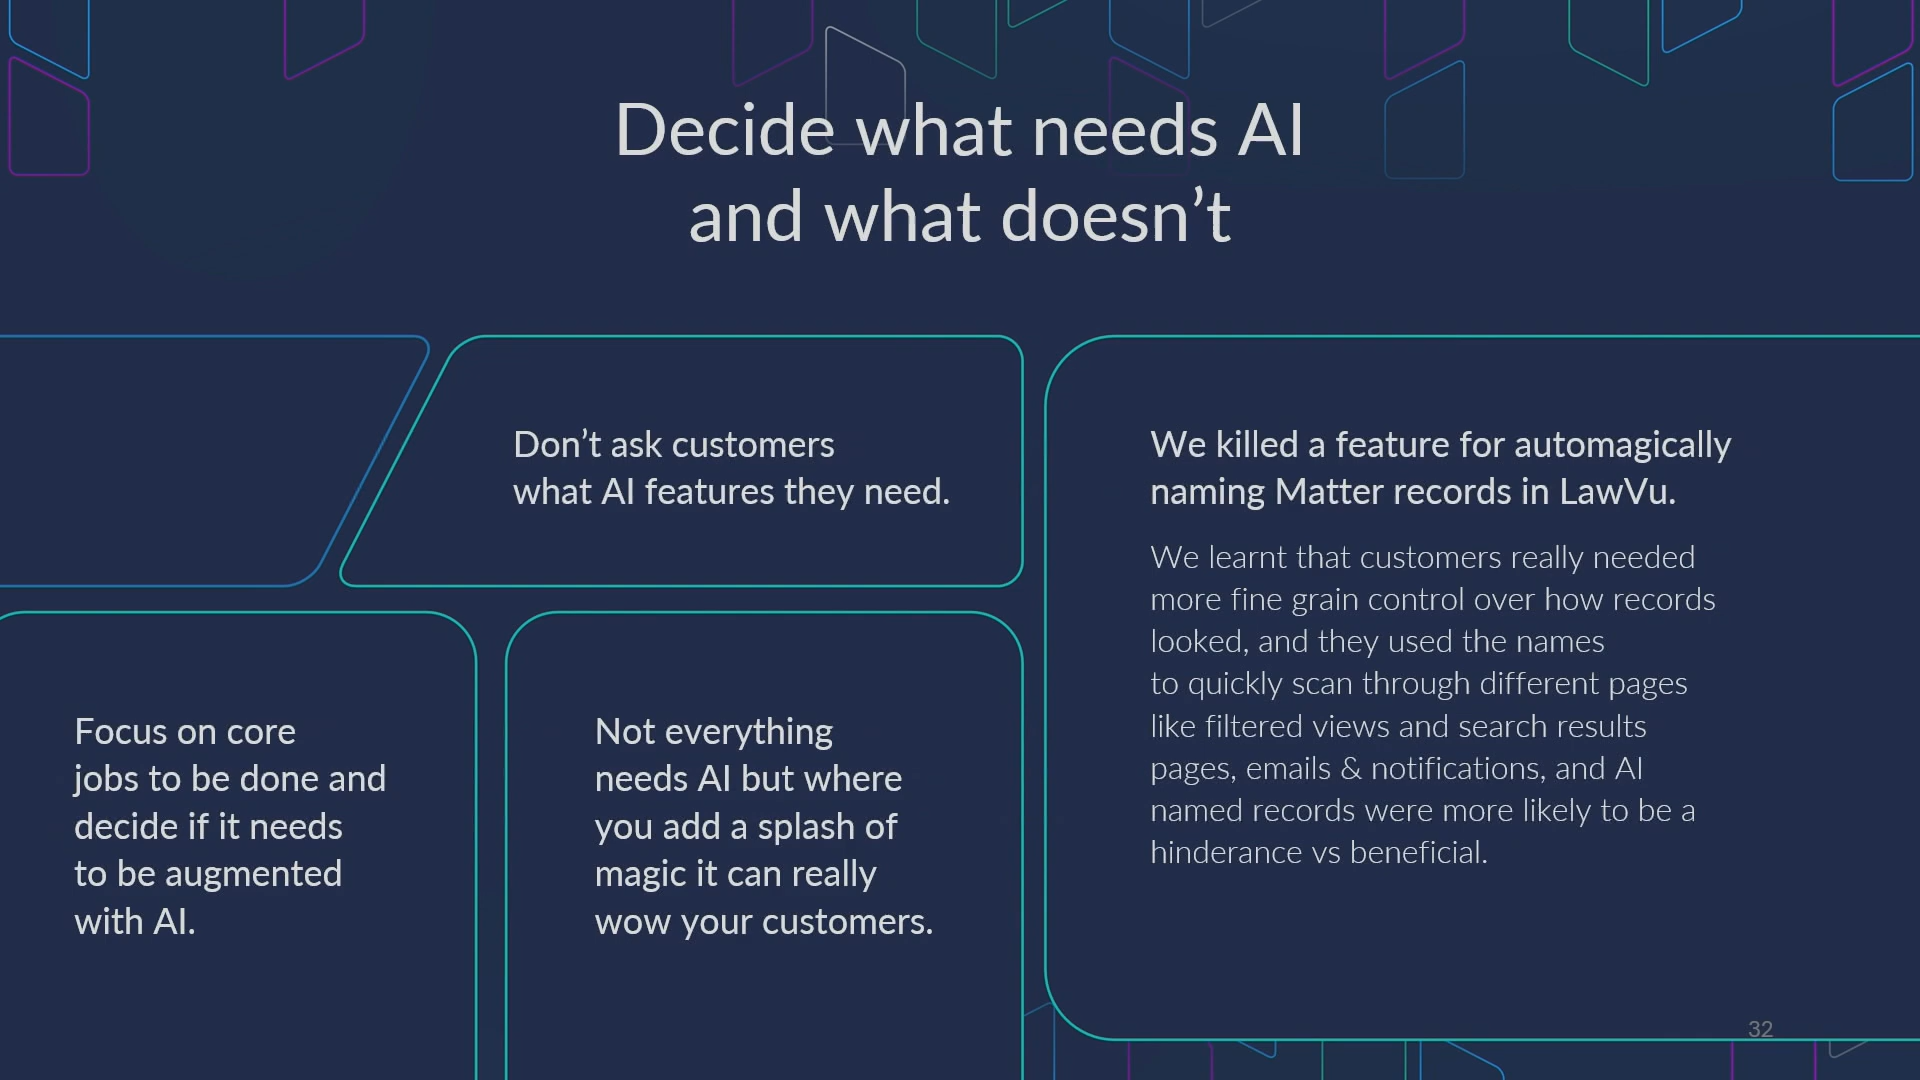 Decide what needs AI
and what doesn’t
Don’t ask customers
what AI features they need.
Focus on core
jobs to be done and
decide if it needs
to be augmented
with AI.
Not everything
needs AI but where
you add a splash of
magic it can really
wow your customers.
We killed a feature for automagically
naming Matter records in LawVu.
We learnt that customers really needed
more fine grain control over how records
looked, and they used the names
to quickly scan through different pages
like filtered views and search results
pages, emails & notifications, and AI
named records were more likely to be a
hinderance vs beneficial.
32